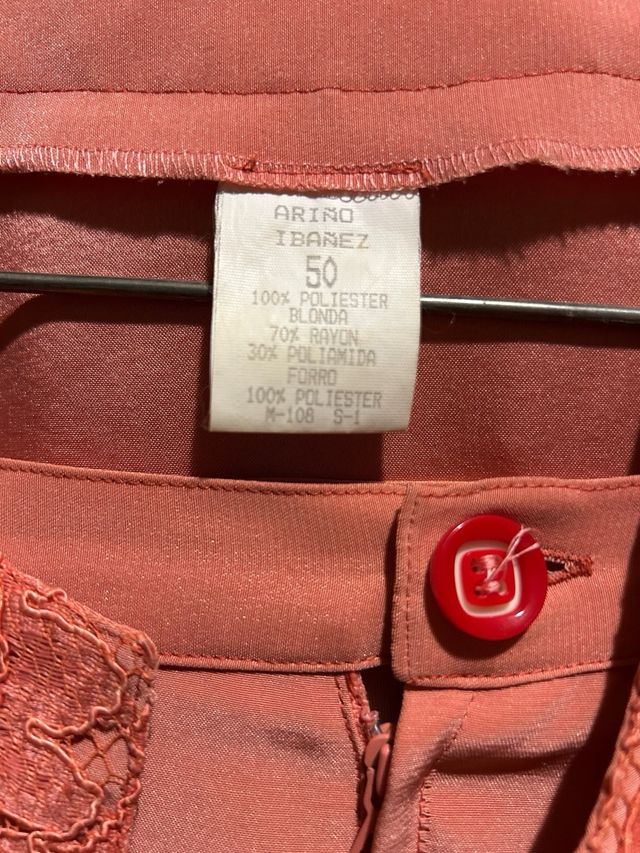 ARIÑO
IBAÑEZ
50
100% POLIESTER
BLONDA
70% RAYON
30% POLIAMIDA
FORRO
100% POLIESTER
M-108 S-1